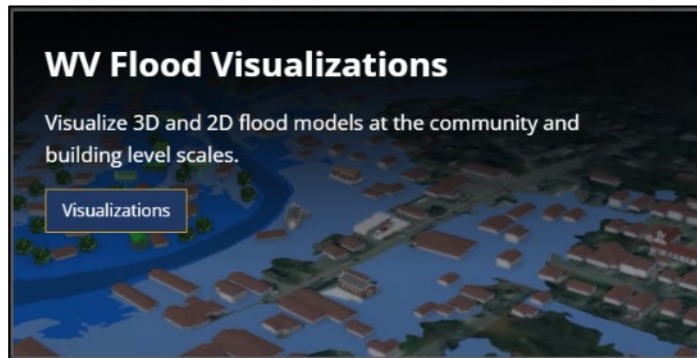 WV Flood Visualizations
Visualize 3D and 2D flood models at the community and
building level scales.
Visualizations